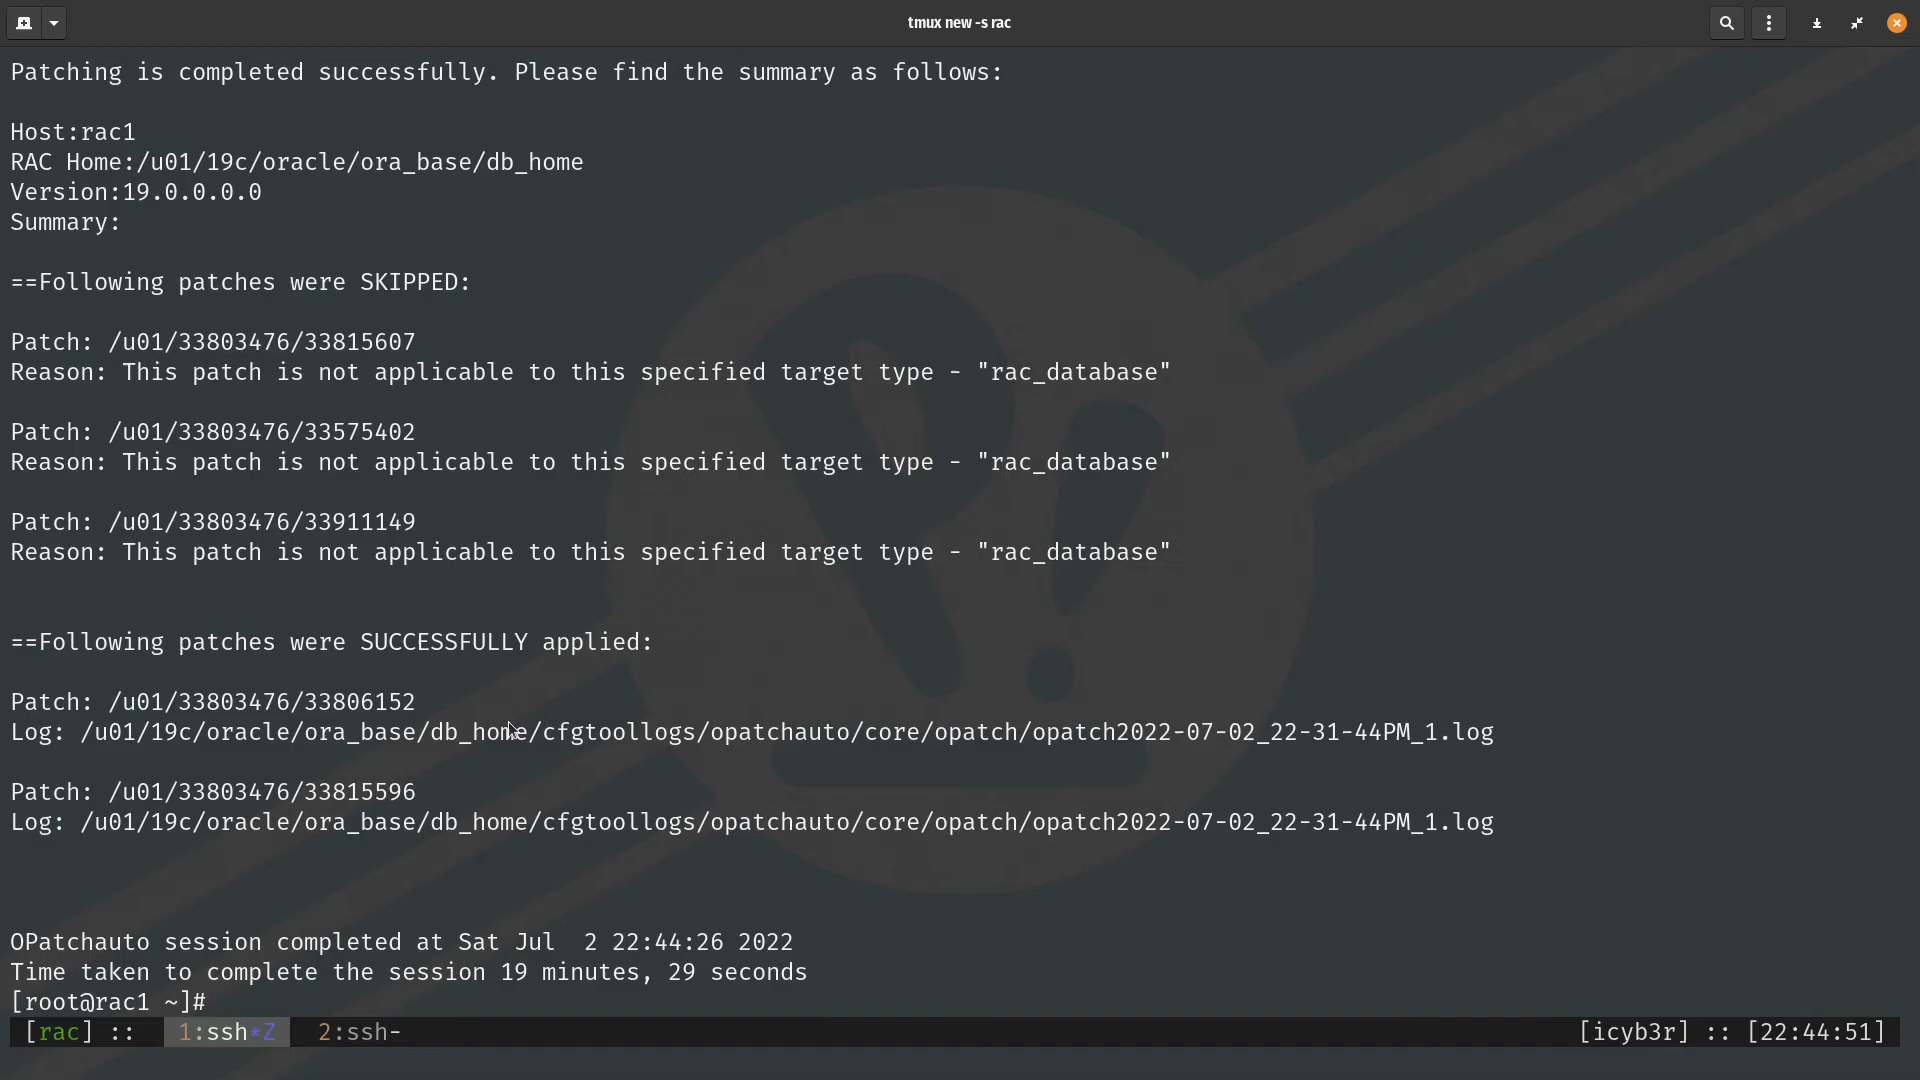 tmux new -s rac
Patching is completed successfully. Please find the summary as follows:
Host:rac1
RAC Home:/u01/19c/oracle/ora_base/db_home
Version:19.0.0.0.0
Summary:
==Following patches were SKIPPED:
Patch: /u01/33803476/33815607
Reason: This patch is not applicable to this specified target type - "rac_database"
Patch: /u01/33803476/33575402
Reason: This patch is not applicable to this specified target type - "rac_database"
Patch: /u01/33803476/33911149
Reason: This patch is not applicable to this specified target type - "rac_database"
==Following patches were SUCCESSFULLY applied:
Patch: /u01/33803476/33806152
Log: /u01/19c/oracle/ora_base/db_home/cfgtoollogs/opatchauto/core/opatch/opatch2022-07-02_22-31-44PM_1.log
Patch: /u01/33803476/33815596
Log: /u01/19c/oracle/ora_base/db_home/cfgtoollogs/opatchauto/core/opatch/opatch2022-07-02_22-31-44PM_1.log
OPatchauto session completed at Sat Jul  2 22:44:26 2022
Time taken to complete the session 19 minutes, 29 seconds
[root@rac1 ~]#
[rac] ::  1:ssh*Z  2:ssh-  [icyb3r] :: [22:44:51]